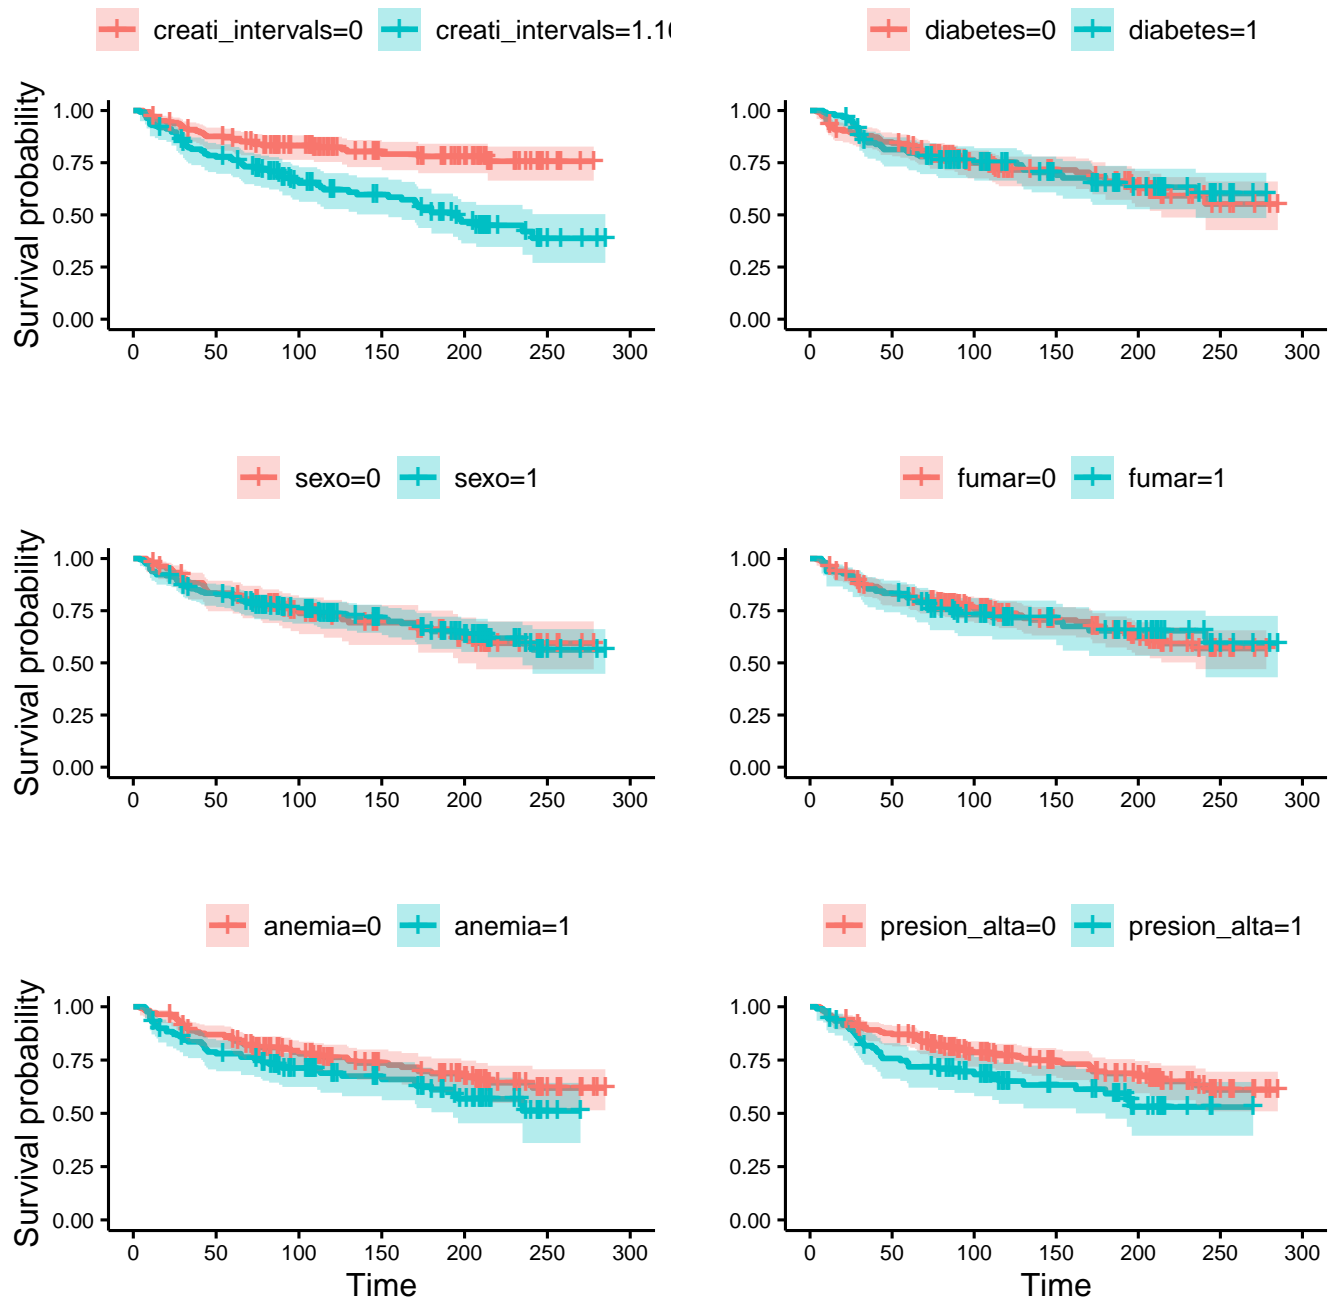 creati_intervals=0 creati_intervals=1.1
diabetes=0 diabetes=1
Survival probability
1.00
0.75
0.50
0.25
0.00
0 50 100 150 200 250 300
1.00
0.75
0.50
0.25
0.00
0 50 100 150 200 250 300
sexo=0 sexo=1
fumar=0 fumar=1
Survival probability
1.00
0.75
0.50
0.25
0.00
0 50 100 150 200 250 300
1.00
0.75
0.50
0.25
0.00
0 50 100 150 200 250 300
anemia=0 anemia=1
presion_alta=0 presion_alta=1
Survival probability
1.00
0.75
0.50
0.25
0.00
0 50 100 150 200 250 300
Time
1.00
0.75
0.50
0.25
0.00
0 50 100 150 200 250 300
Time